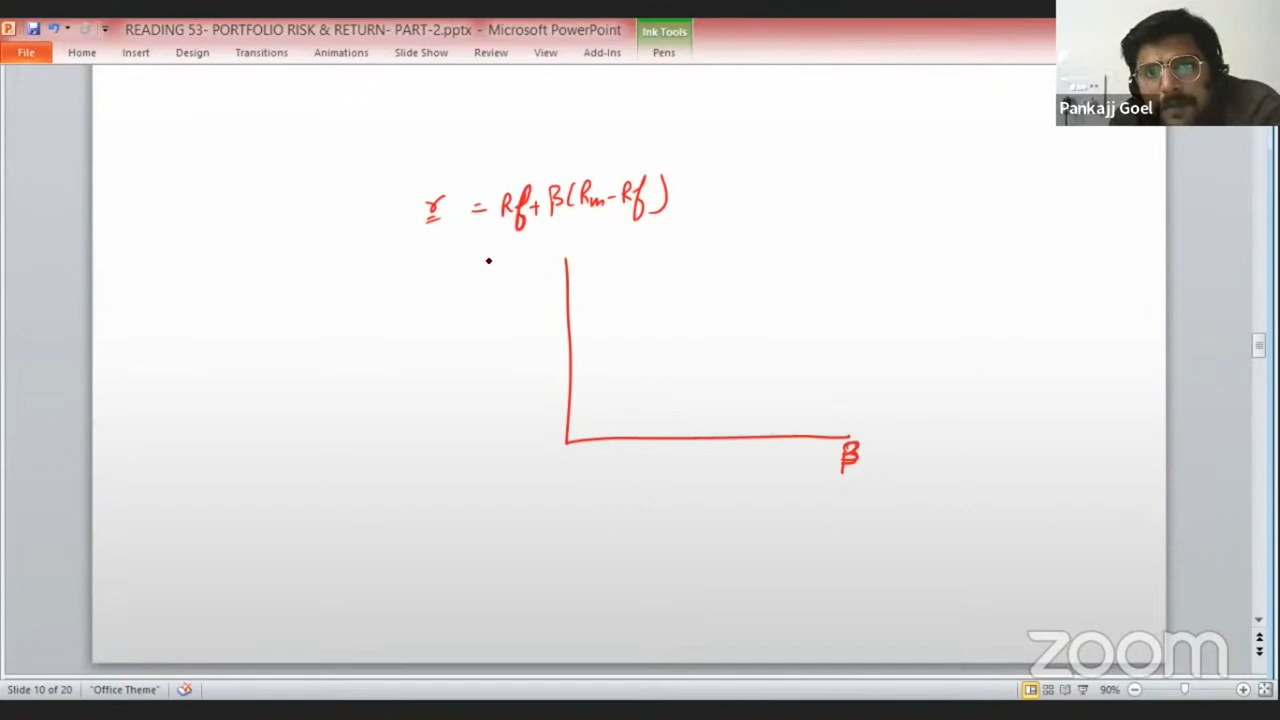 READING 53- PORTFOLIO RISK & RETURN- PART-2.pptx - Microsoft PowerPoint
Ink Tools
File Home Insert Design Transitions Animations Slide Show Review View Add-Ins Pens
Pankajj Goel
r = Rf + β(Rm - Rf)
β
zoom
Slide 10 of 20 "Office Theme" 90%